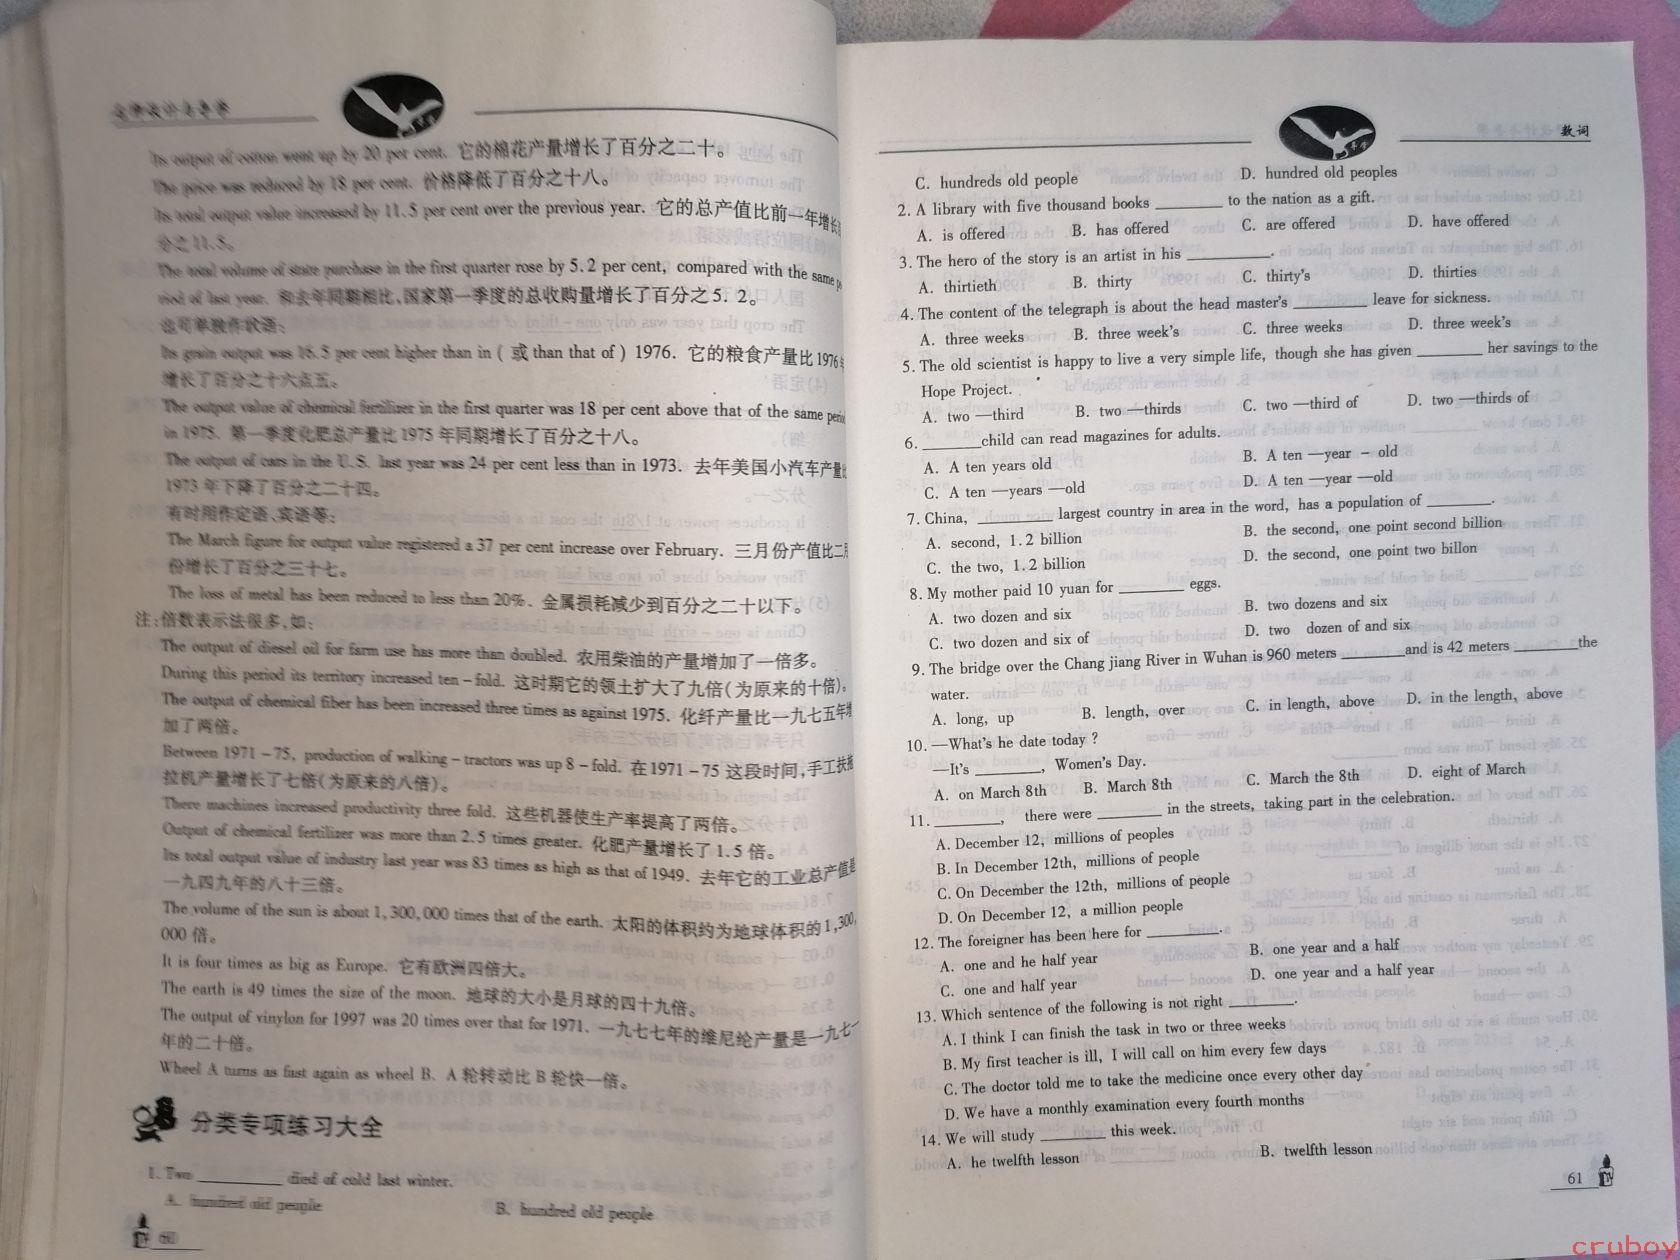 Its output of cotton went up by 20 per cent. 它的棉花产量增长了百分之二十。
The price was reduced by 18 per cent. 价格降低了百分之十八。
Its total output value increased by 11.5 per cent over the previous year. 它的总产值比前一年增长
分之11.5。
The total volume of state purchase in the first quarter rose by 5.2 per cent, compared with the same
riod of last year. 和去年同期相比,国家第一季度的总收购量增长了百分之5.2。
也可单独作状语:
Its grain output was 16.5 per cent higher than in ( 或 than that of ) 1976. 它的粮食产量比1976
增长了百分之十六点五。
The output value of chemical fertilizer in the first quarter was 18 per cent above that of the same
in 1975. 第一季度化肥总产量比1975年同期增长了百分之十八。
The output of cars in the U.S. last year was 24 per cent less than in 1973. 去年美国小汽车产量
1973年下降了百分之二十四。
有时用作定语、宾语等:
The March figure for output value registered a 37 per cent increase over February. 三月份产值比二
份增长了百分之三十七。
The loss of metal has been reduced to less than 20%. 金属损耗减少到百分之二十以下。
注:倍数表示法很多,如:
The output of diesel oil for farm use has more than doubled. 农用柴油的产量增加了一倍多。
During this period its territory increased ten-fold. 这时期它的领土扩大了九倍(为原来的十倍)。
The output of chemical fiber has been increased three times as against 1975. 化纤产量比一九七五年
加了两倍。
Between 1971-75, production of walking-tractors was up 8-fold. 在1971-75这段时间,手工扶
拉机产量增长了七倍(为原来的八倍)。
There machines increased productivity three fold. 这些机器使生产率提高了两倍。
Output of chemical fertilizer was more than 2.5 times greater. 化肥产量增长了1.5倍。
Its total output value of industry last year was 83 times as high as that of 1949. 去年它的工业总产值是
一九四九年的八十三倍。
The volume of the sun is about 1,300,000 times that of the earth. 太阳的体积约为地球体积的1,300,
000倍。
It is four times as big as Europe. 它有欧洲四倍大。
The earth is 49 times the size of the moon. 地球的大小是月球的四十九倍。
The output of vinylon for 1997 was 20 times over that for 1971. 一九七七年的维尼纶产量是一九七一
年的二十倍。
Wheel A turns as fast again as wheel B. A轮转动比B轮快一倍。
分类专项练习大全
1. Two ________ died of cold last winter.
A. hundred old people B. hundred old people
60
数词
C. hundreds old people D. hundred old peoples
2. A library with five thousand books ________ to the nation as a gift.
A. is offered B. has offered C. are offered D. have offered
3. The hero of the story is an artist in his ________.
A. thirtieth B. thirty C. thirty's D. thirties
4. The content of the telegraph is about the head master's ________ leave for sickness.
A. three weeks B. three week's C. three weeks D. three week's
5. The old scientist is happy to live a very simple life, though she has given ________ her savings to the
Hope Project.
A. two —third B. two —thirds C. two —third of D. two —thirds of
6. ________child can read magazines for adults.
A. A ten years old B. A ten —year - old
C. A ten —years —old D. A ten —year —old
7. China, ________ largest country in area in the word, has a population of ________.
A. second, 1.2 billion B. the second, one point second billion
C. the two, 1.2 billion D. the second, one point two billon
8. My mother paid 10 yuan for ________ eggs.
A. two dozen and six B. two dozens and six
C. two dozen and six of D. two dozen of and six
9. The bridge over the Chang jiang River in Wuhan is 960 meters ________and is 42 meters ________the
water.
A. long, up B. length, over C. in length, above D. in the length, above
10. —What's he date today ?
—It's ________, Women's Day.
A. on March 8th B. March 8th C. March the 8th D. eight of March
11. ________, there were ________ in the streets, taking part in the celebration.
A. December 12, millions of peoples
B. In December 12th, millions of people
C. On December the 12th, millions of people
D. On December 12, a million people
12. The foreigner has been here for ________.
A. one and he half year B. one year and a half
C. one and half year D. one year and a half year
13. Which sentence of the following is not right ________.
A. I think I can finish the task in two or three weeks
B. My first teacher is ill, I will call on him every few days
C. The doctor told me to take the medicine once every other day
D. We have a monthly examination every fourth months
14. We will study ________ this week.
A. he twelfth lesson B. twelfth lesson
61
cruboy